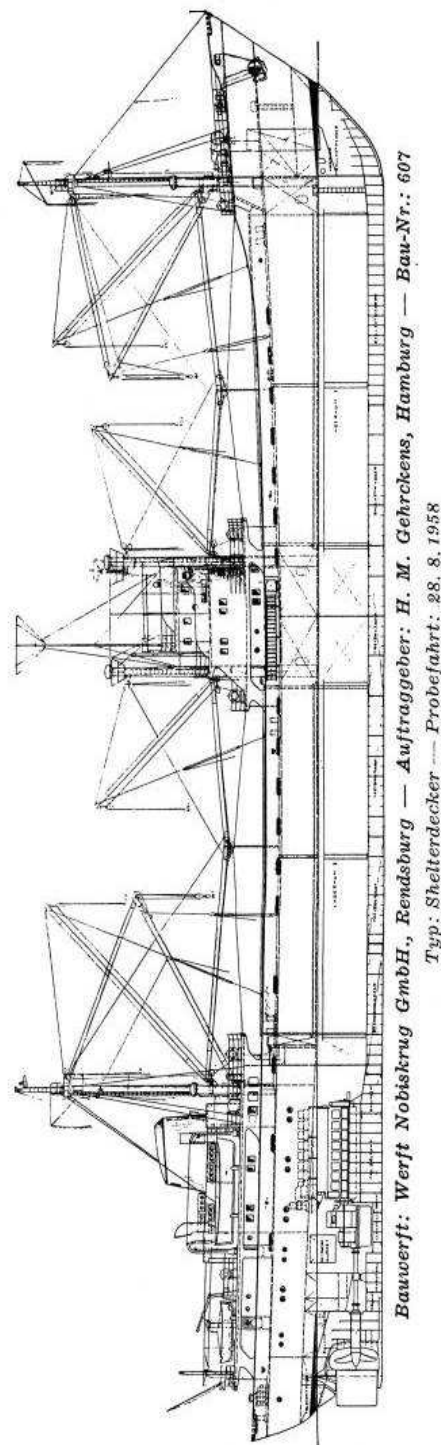 Bauwerft: Werft Nobiskrug GmbH., Rendsburg — Auftraggeber: H. M. Gehrckens, Hamburg — Bau-Nr.: 607
Typ: Shelterdecker — Probefahrt: 28. 8. 1958